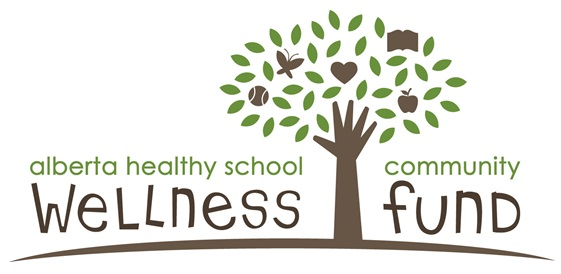 alberta healthy school community
WeLLNeSS fUND